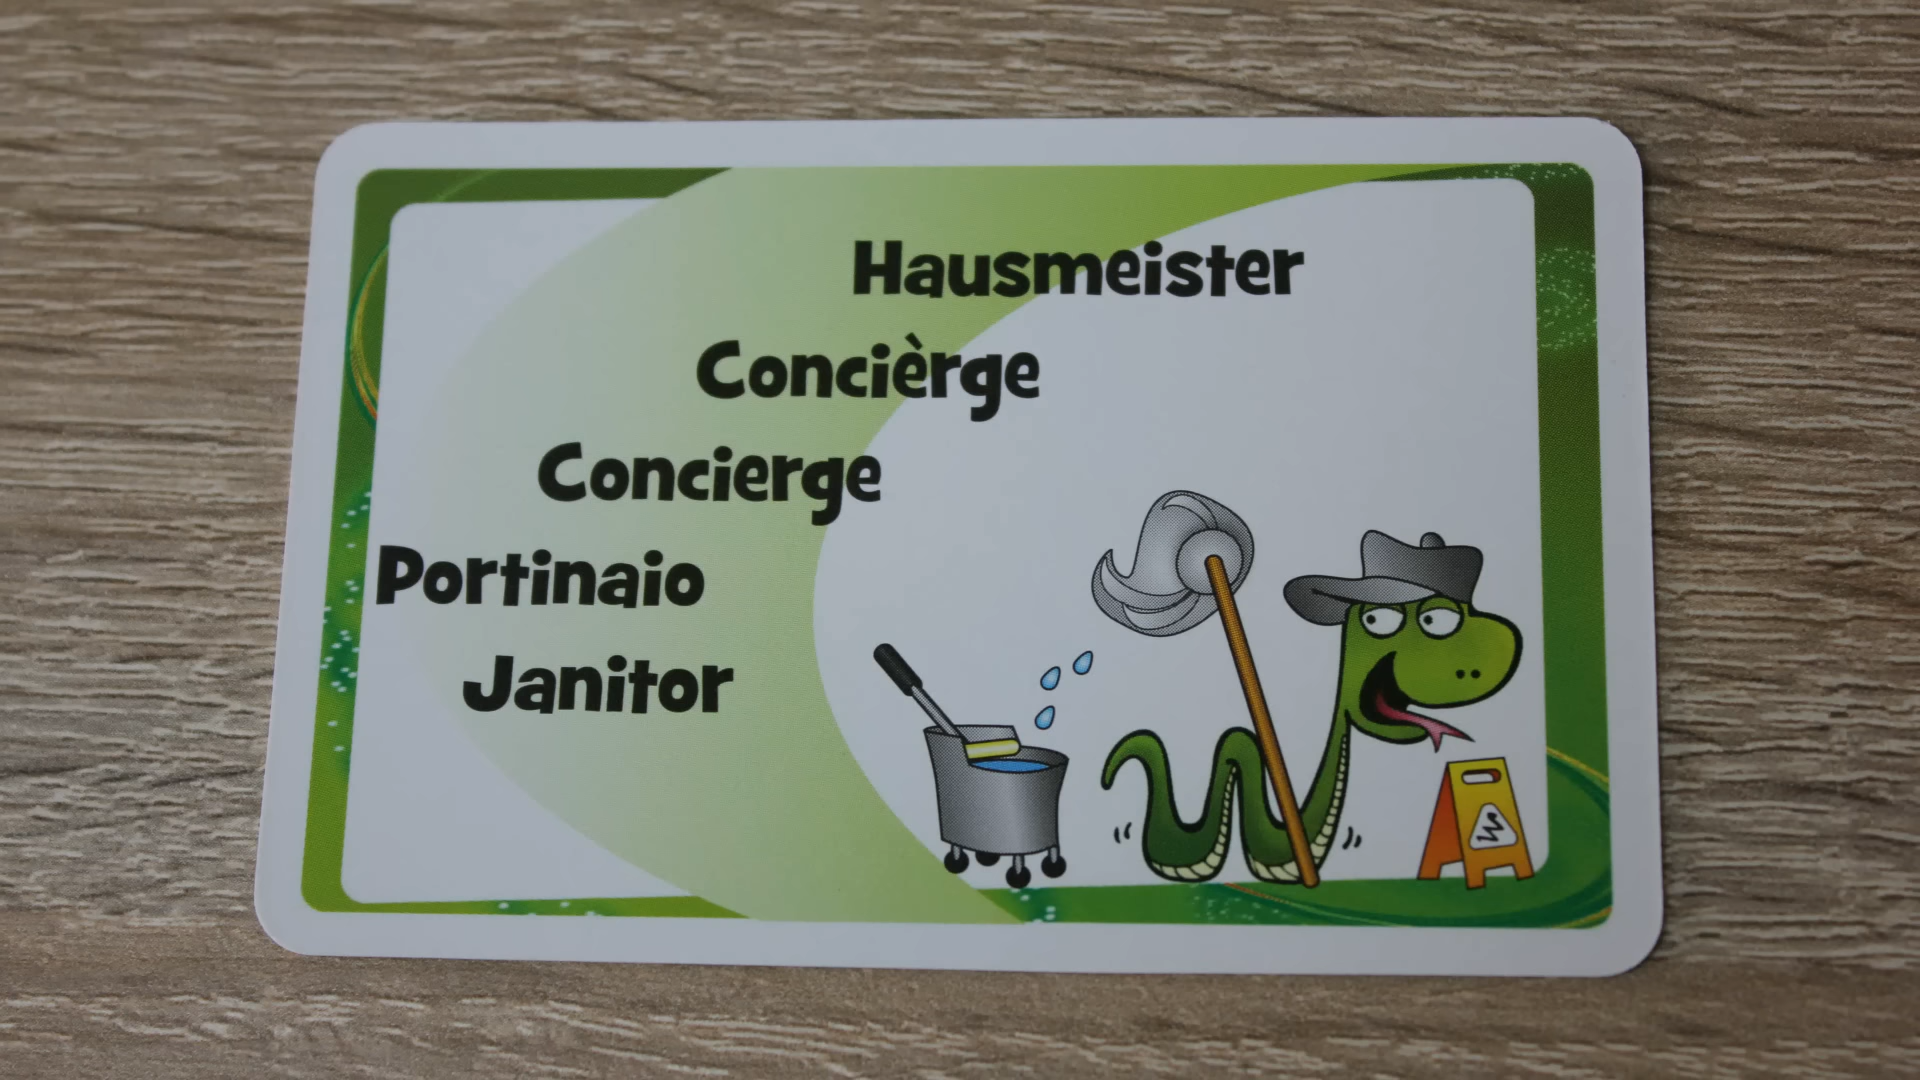 Hausmeister
Concièrge
Concierge
Portinaio
Janitor